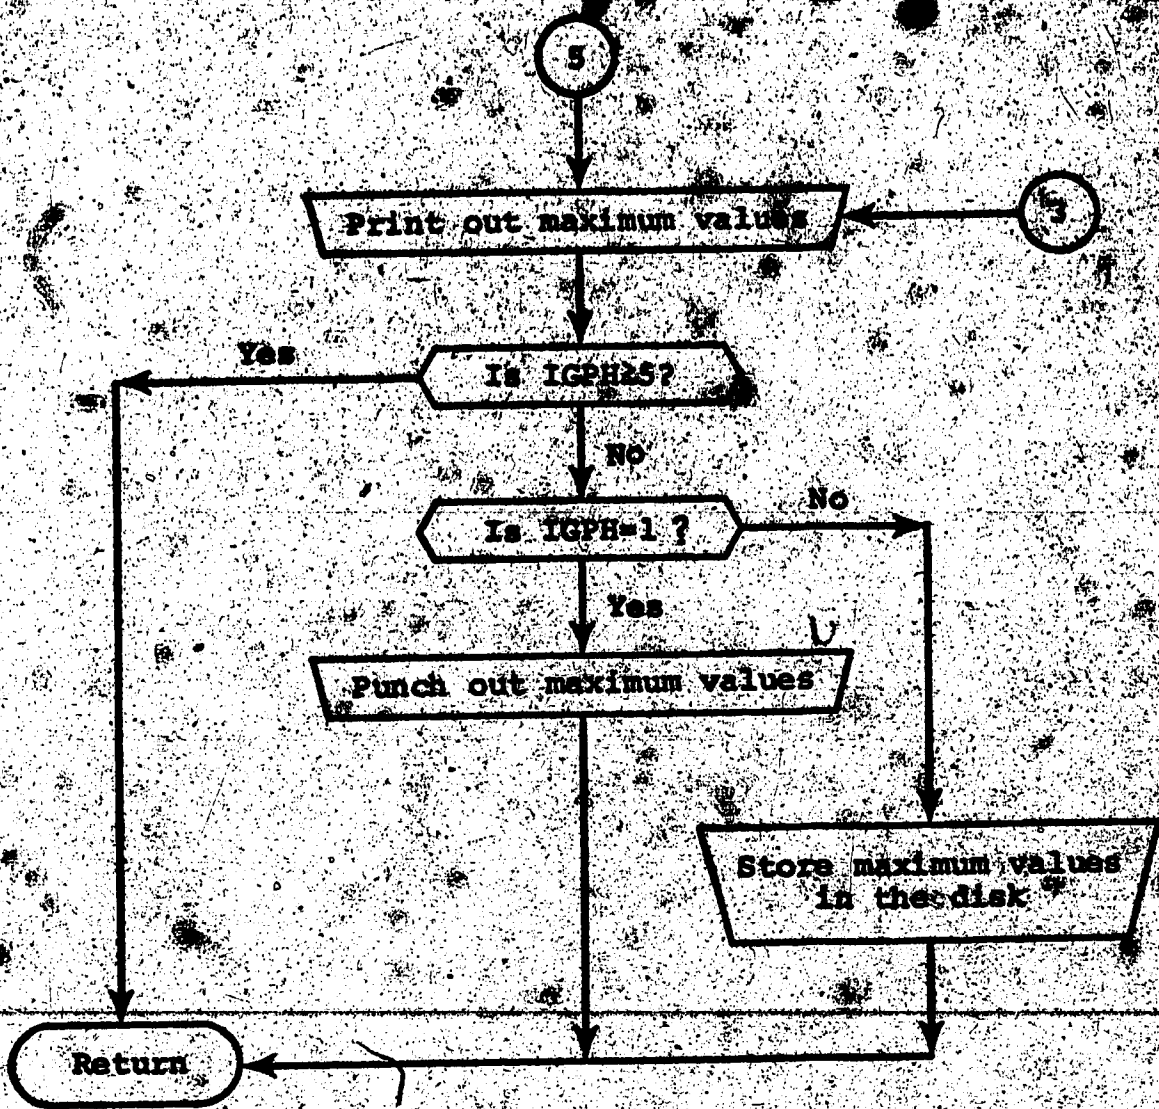 5
Print out maximum values
3
Yes
Is IGPH≥5?
No
Is IGPH=1 ?
No
Yes
Punch out maximum values
Store maximum values
in the disk
Return